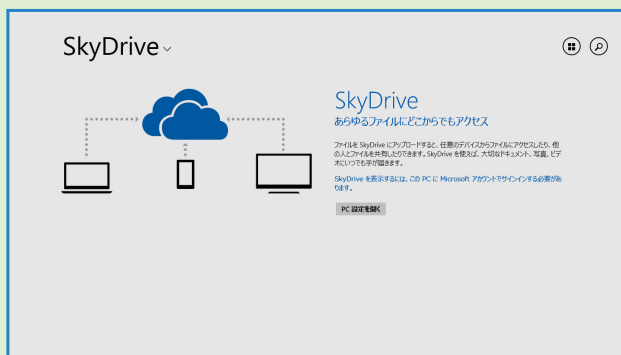 SkyDrive
SkyDrive
あらゆるファイルにどこからでもアクセス
ファイルを SkyDrive にアップロードすると、任意のデバイスからファイルにアクセスしたり、他
の人とファイルを共有したりできます。SkyDrive を使えば、大切なドキュメント、写真、ビデ
オにいつでも手が届きます。
SkyDrive を表示するには、この PC に Microsoft アカウントでサインインする必要があ
ります。
PC 設定を開く